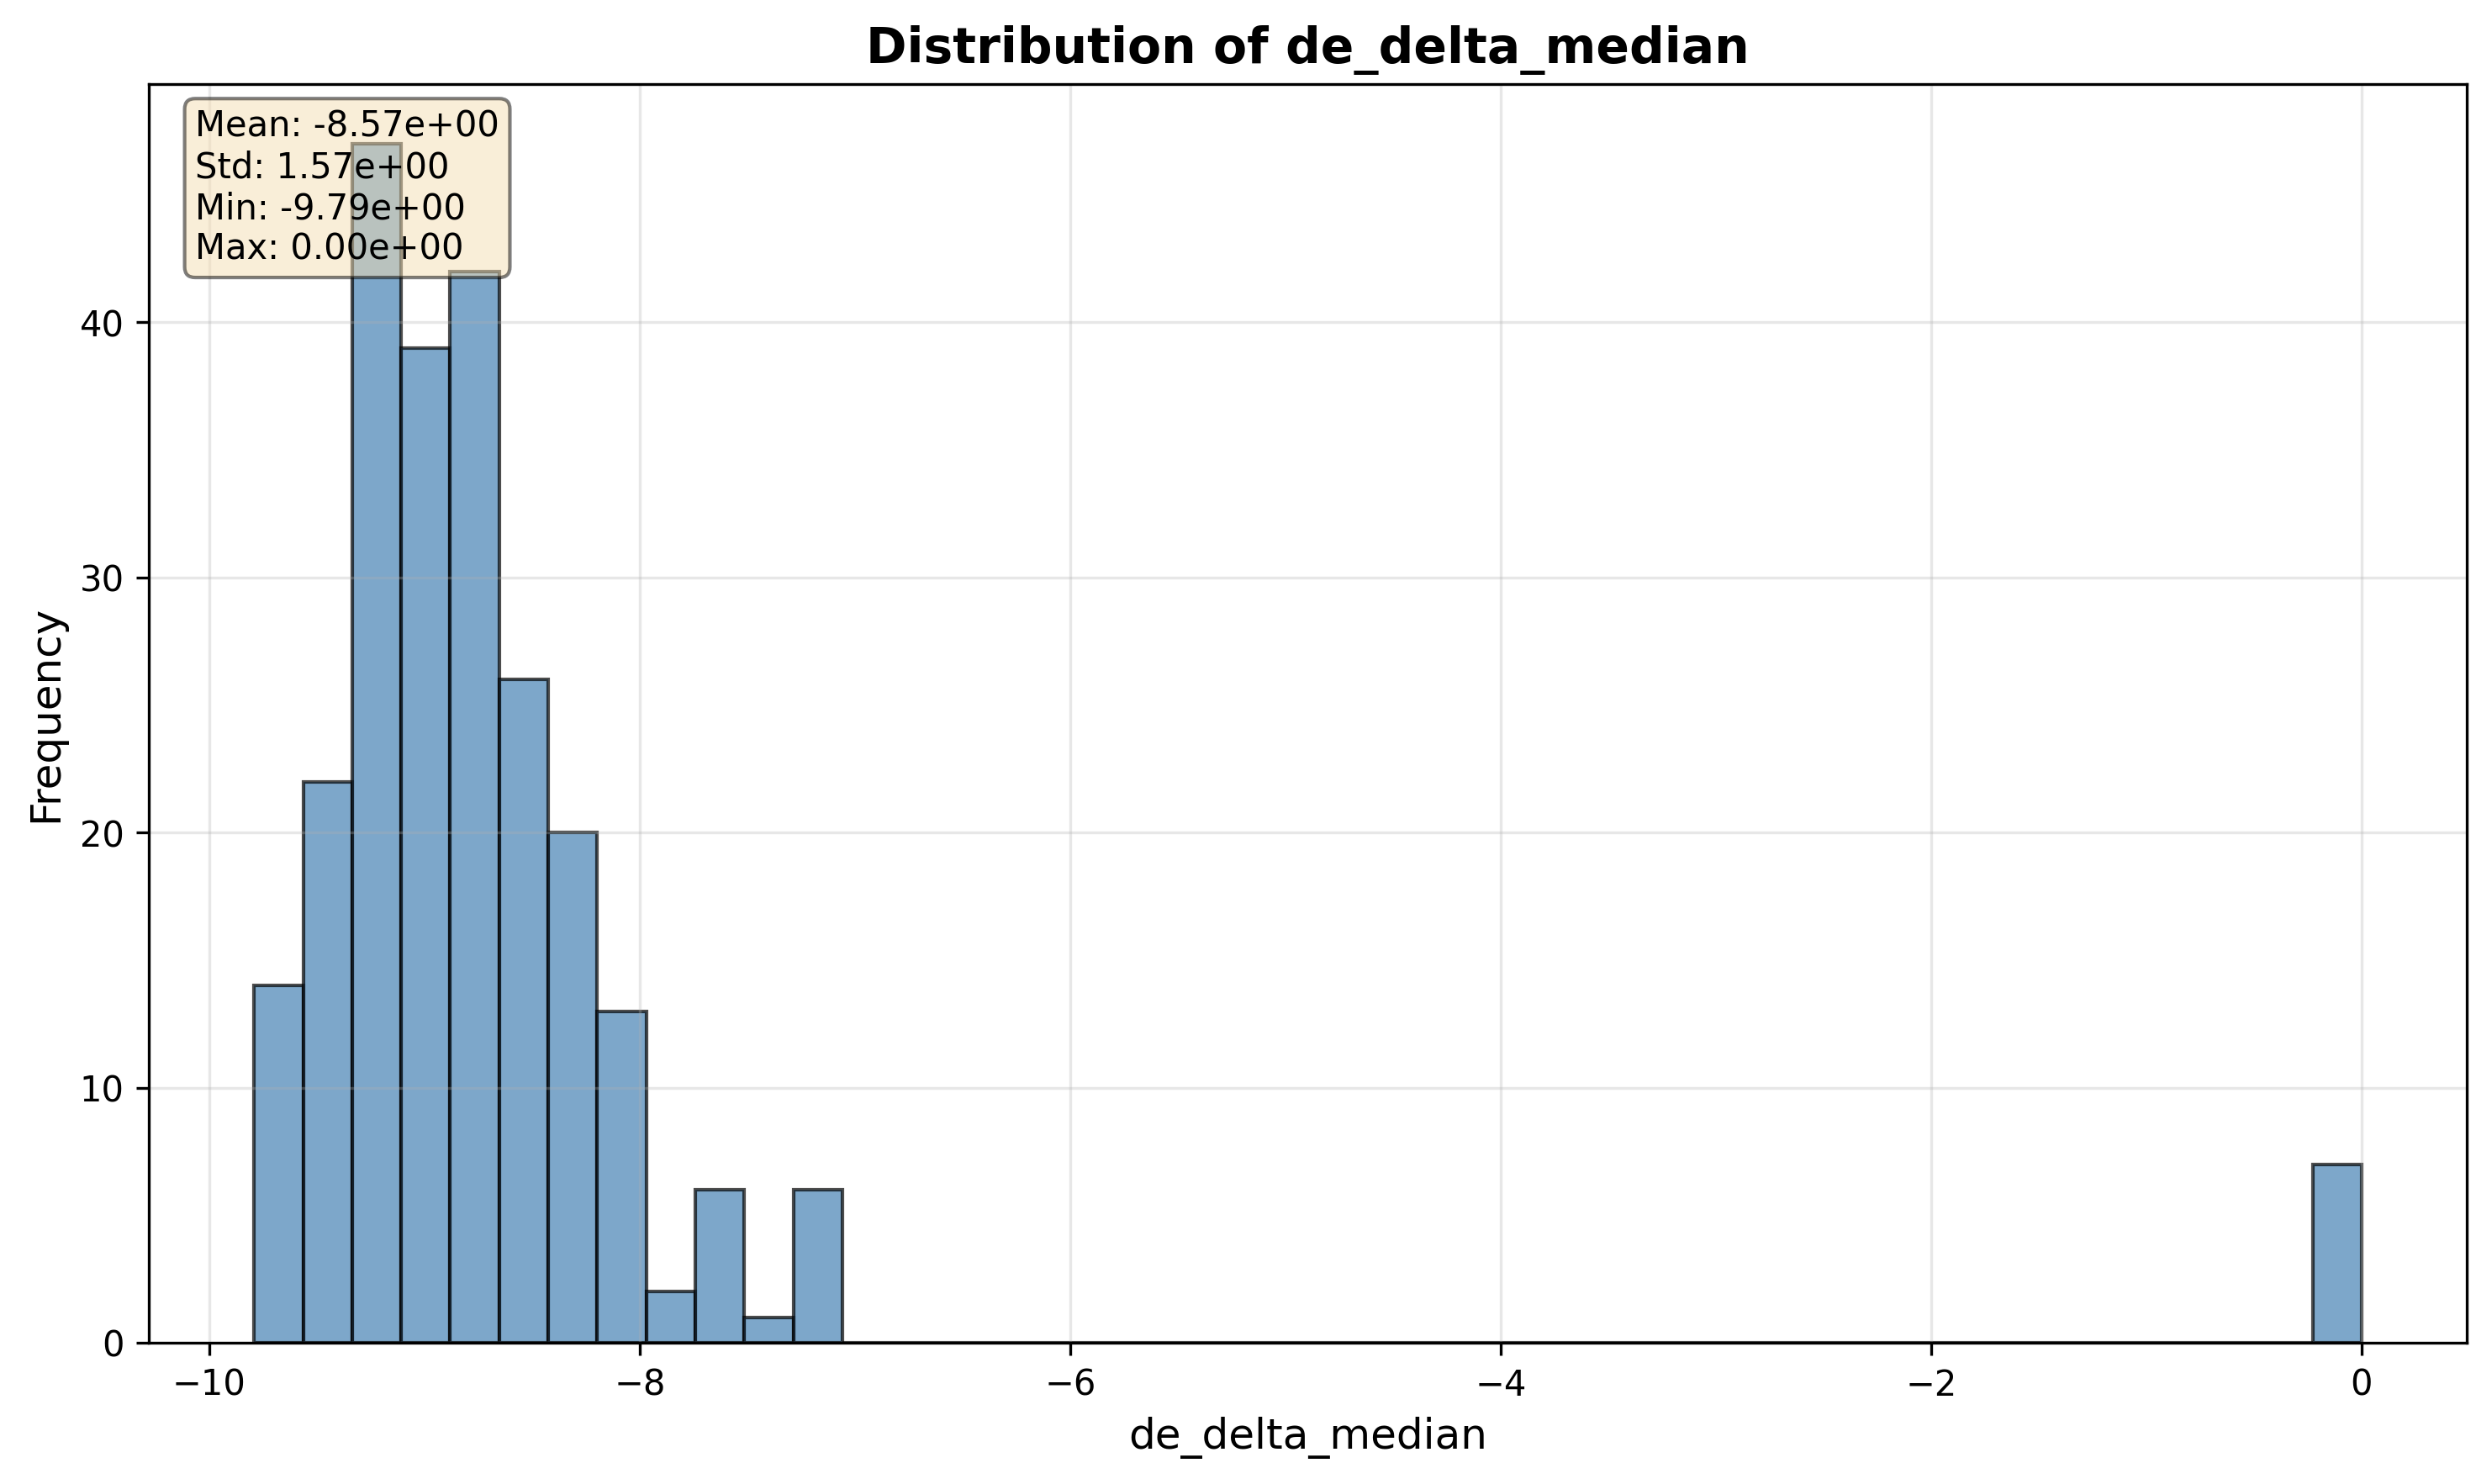 Distribution of de_delta_median
Mean: -8.57e+00
Std: 1.57e+00
Min: -9.79e+00
Max: 0.00e+00
Frequency
40
30
20
10
0
−10
−8
−6
−4
−2
0
de_delta_median